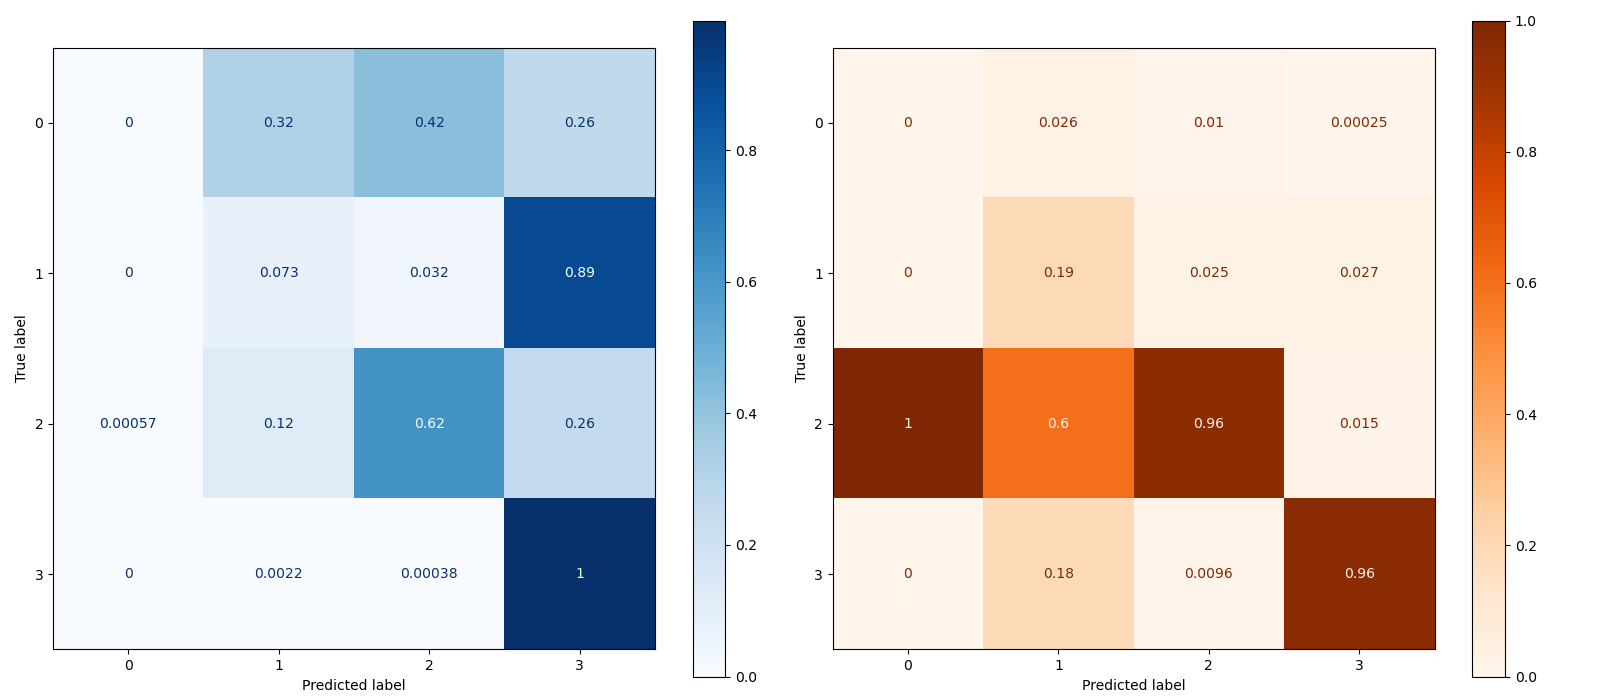 0 0.32 0.42 0.26
0
1 0 0.073 0.032 0.89
2 0.00057 0.12 0.62 0.26
3 0 0.0022 0.00038 1
0 1 2 3
True label
Predicted label
0.8
0.6
0.4
0.2
0.0
0 0 0.026 0.01 0.00025
1 0 0.19 0.025 0.027
2 1 0.6 0.96 0.015
3 0 0.18 0.0096 0.96
0 1 2 3
True label
Predicted label
1.0
0.8
0.6
0.4
0.2
0.0